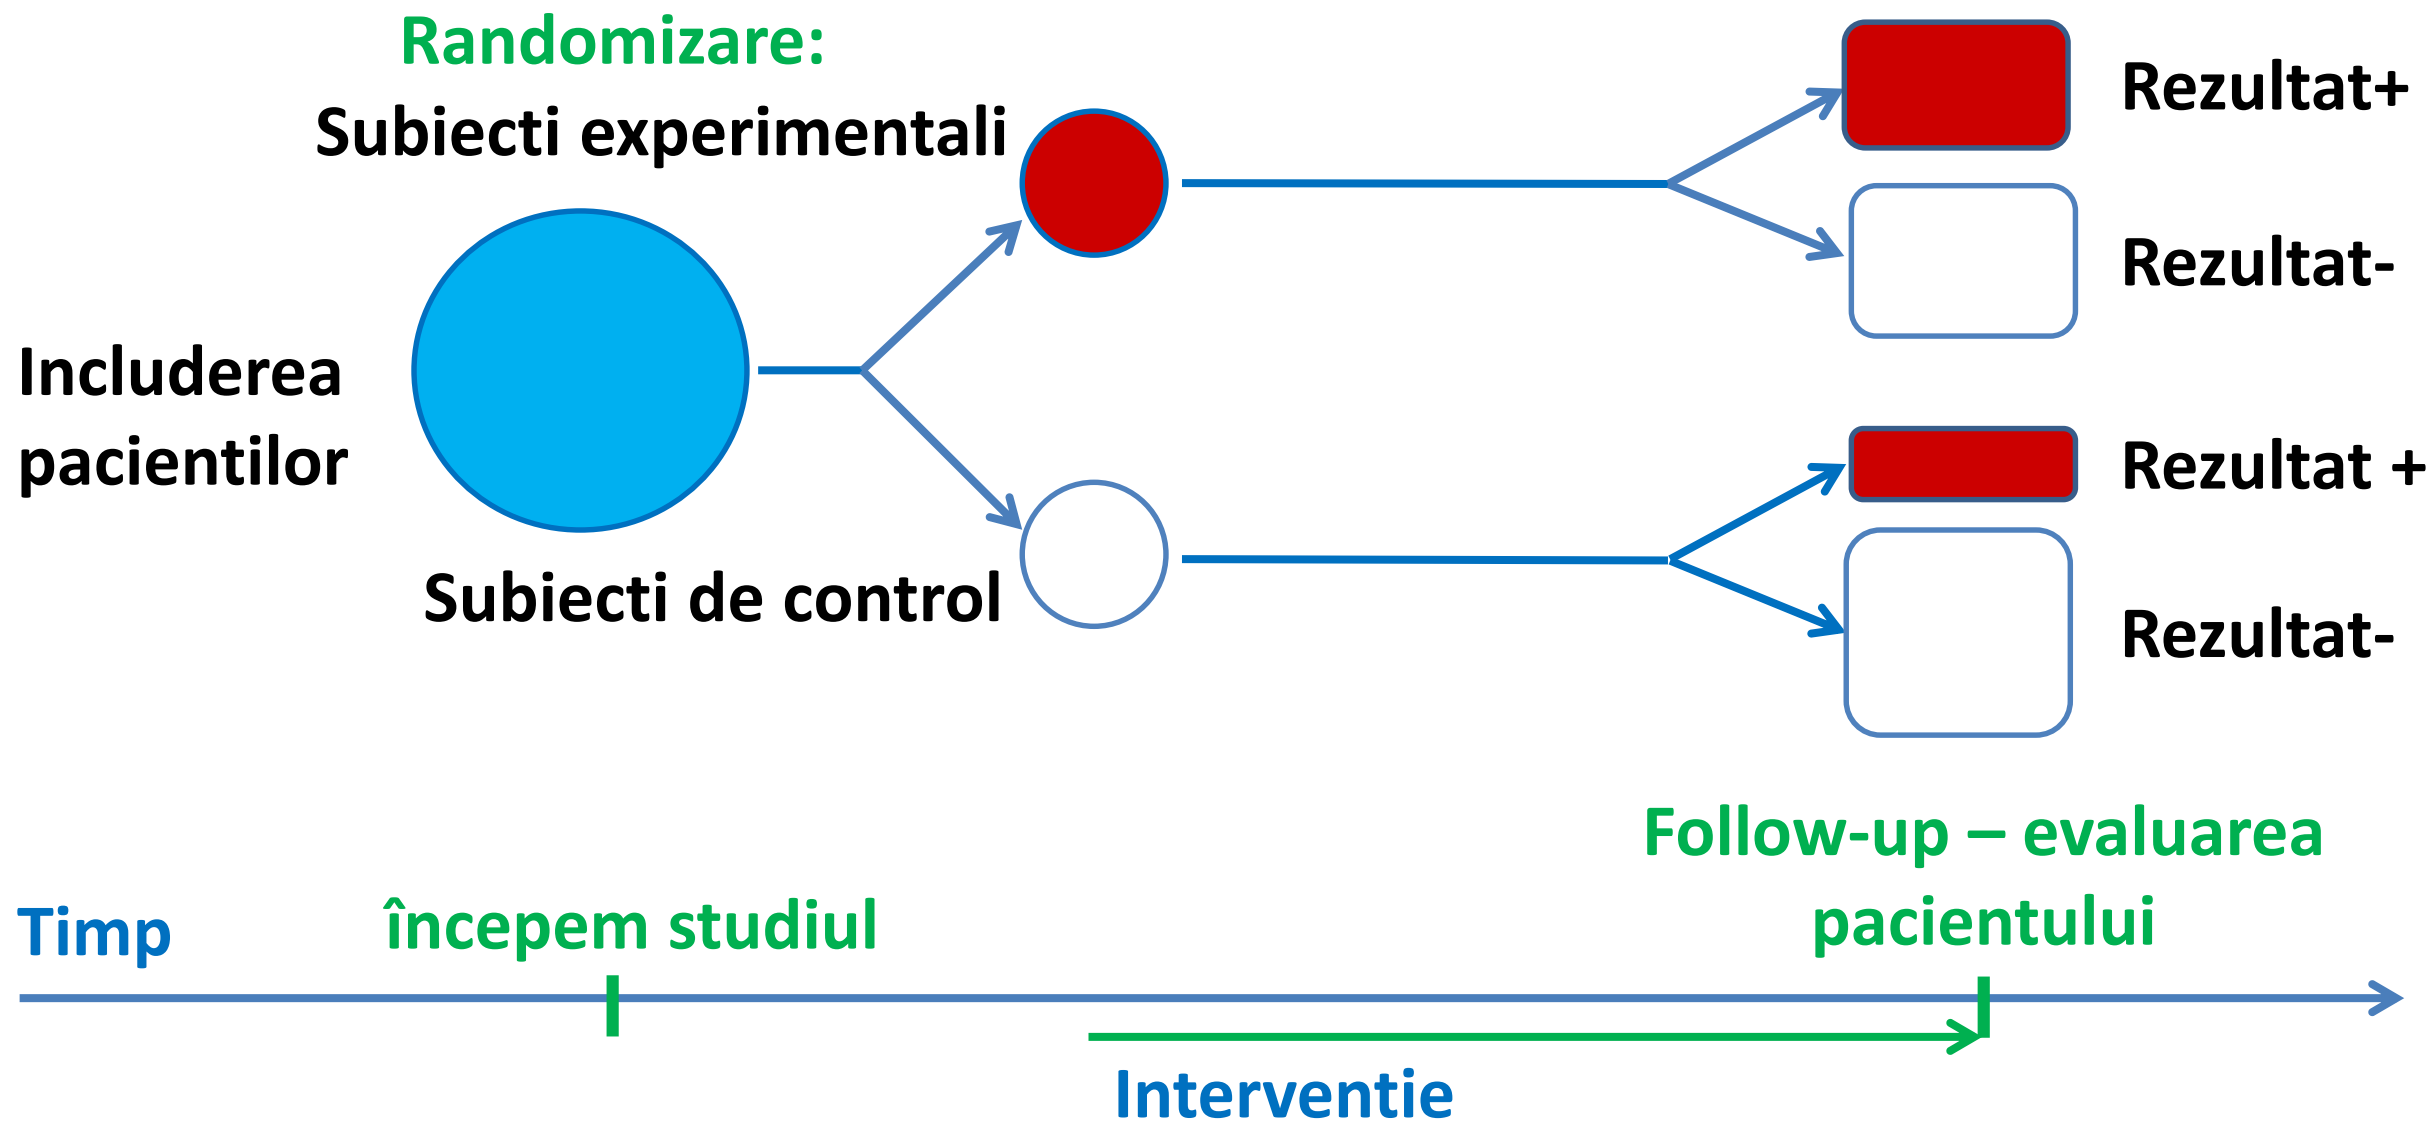 Randomizare:
Subiecti experimentali
Rezultat+
Rezultat-
Includerea
pacientilor
Rezultat +
Subiecti de control
Rezultat-
Follow-up – evaluarea
pacientului
Timp
începem studiul
Interventie